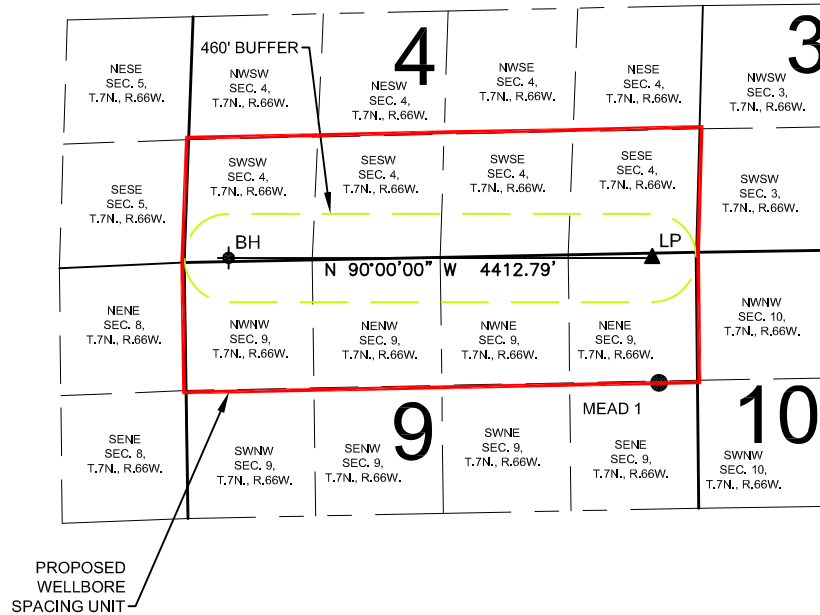 460' BUFFER
4
3
NESE
SEC. 5,
T.7N., R.66W.
NWSW
SEC. 4,
T.7N., R.66W.
NESW
SEC. 4,
T.7N., R.66W.
NWSE
SEC. 4,
T.7N., R.66W.
NESE
SEC. 4,
T.7N., R.66W.
NWSW
SEC. 3,
T.7N., R.66W.
SESE
SEC. 5,
T.7N., R.66W.
SWSW
SEC. 4,
T.7N., R.66W.
SESW
SEC. 4,
T.7N., R.66W.
SWSE
SEC. 4,
T.7N., R.66W.
SESE
SEC. 4,
T.7N., R.66W.
SWSW
SEC. 3,
T.7N., R.66W.
BH
LP
N 90°00'00" W 4412.79'
NENE
SEC. 8,
T.7N., R.66W.
NWNW
SEC. 9,
T.7N., R.66W.
NENW
SEC. 9,
T.7N., R.66W.
NWNE
SEC. 9,
T.7N., R.66W.
NENE
SEC. 9,
T.7N., R.66W.
NWNW
SEC. 10,
T.7N., R.66W.
MEAD 1
9
10
SENE
SEC. 8,
T.7N., R.66W.
SWNW
SEC. 9,
T.7N., R.66W.
SENW
SEC. 9,
T.7N., R.66W.
SWNE
SEC. 9,
T.7N., R.66W.
SENE
SEC. 9,
T.7N., R.66W.
SWNW
SEC. 10,
T.7N., R.66W.
PROPOSED
WELLBORE
SPACING UNIT